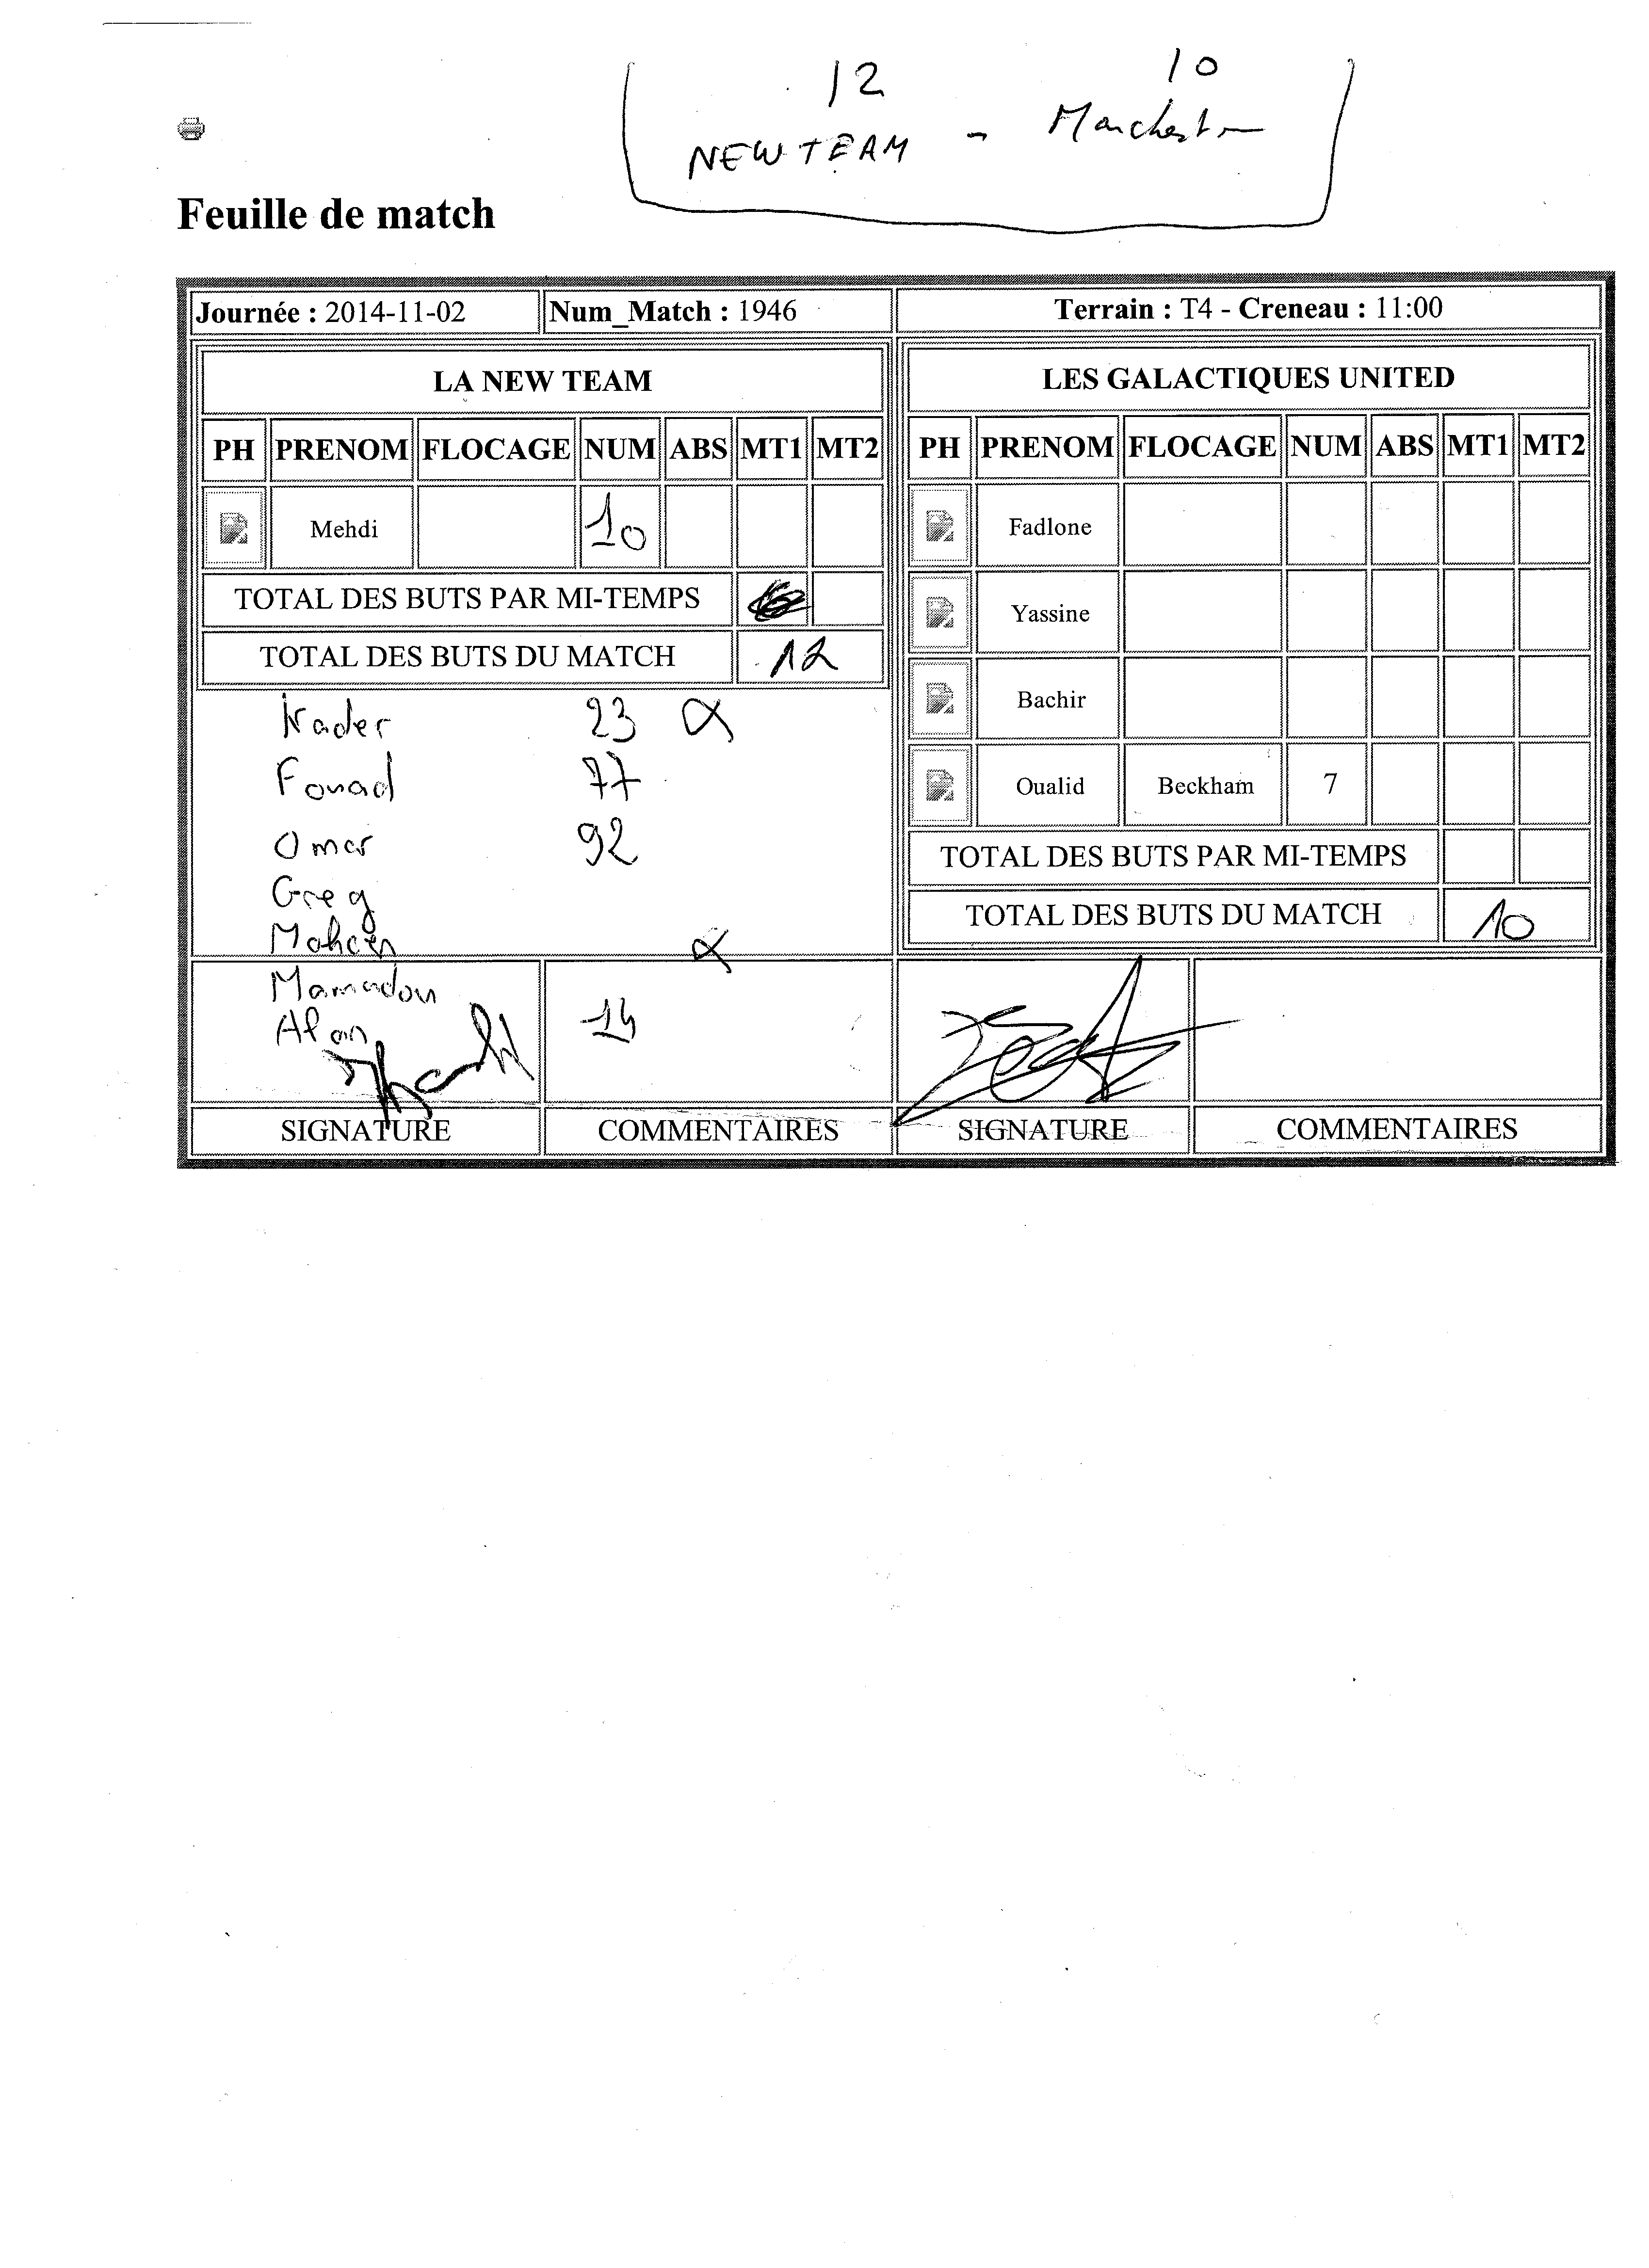 12 10
NEW TEAM - Manchester
Feuille de match
Journée : 2014-11-02 Num_Match : 1946 Terrain : T4 - Creneau : 11:00
LA NEW TEAM
PH PRENOM FLOCAGE NUM ABS MT1 MT2
Mehdi 10
TOTAL DES BUTS PAR MI-TEMPS
TOTAL DES BUTS DU MATCH 12
Kader 23 X
Fouad 77
Omar 92
Greg
Mohcen X
Mamadou
Alan 14
SIGNATURE COMMENTAIRES
LES GALACTIQUES UNITED
PH PRENOM FLOCAGE NUM ABS MT1 MT2
Fadlone
Yassine
Bachir
Oualid Beckham 7
TOTAL DES BUTS PAR MI-TEMPS
TOTAL DES BUTS DU MATCH 10
SIGNATURE COMMENTAIRES